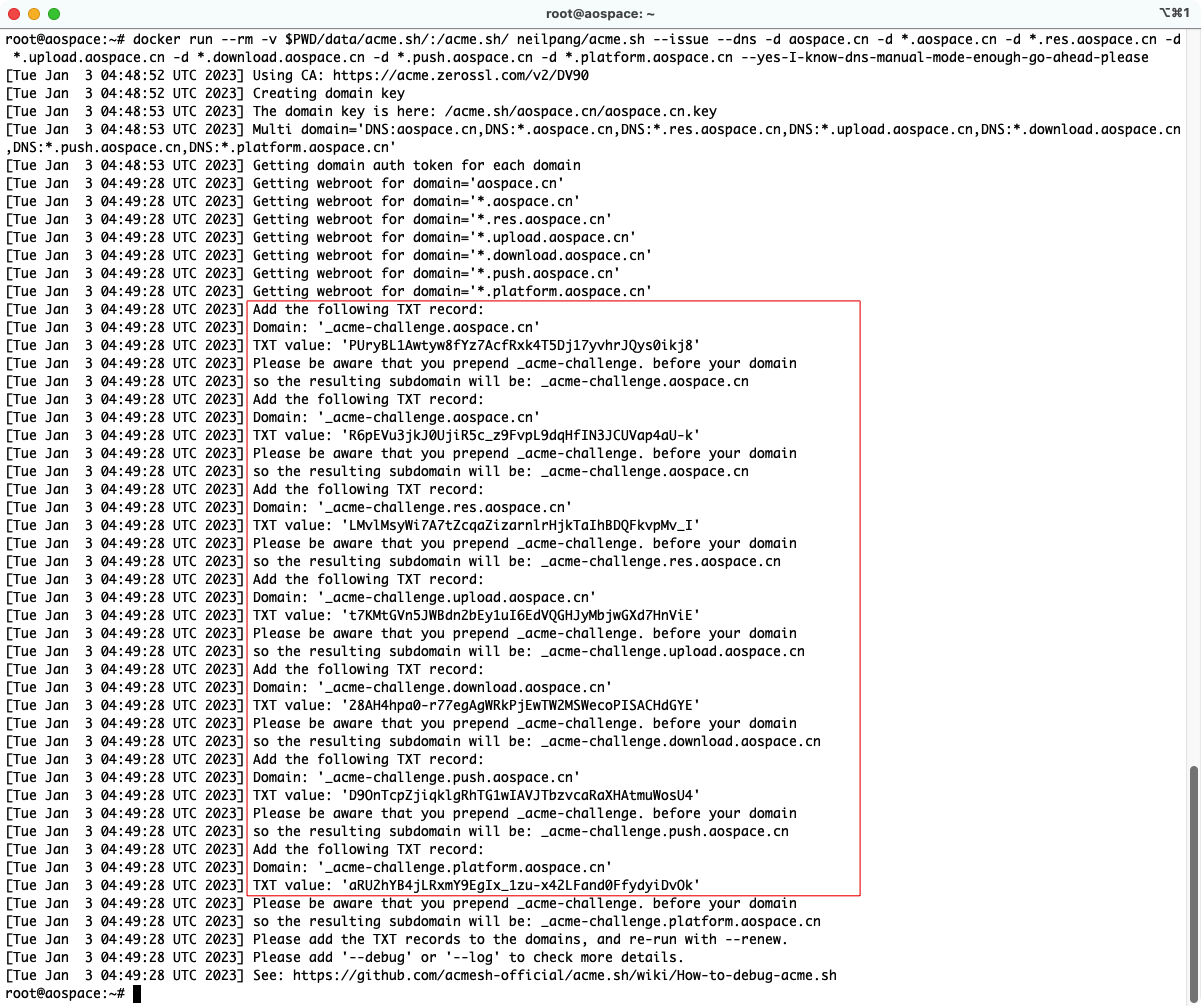 root@aospace: ~
⌥⌘1
root@aospace:~# docker run --rm -v $PWD/data/acme.sh/:/acme.sh/ neilpang/acme.sh --issue --dns -d aospace.cn -d *.aospace.cn -d *.res.aospace.cn -d
*.upload.aospace.cn -d *.download.aospace.cn -d *.push.aospace.cn -d *.platform.aospace.cn --yes-I-know-dns-manual-mode-enough-go-ahead-please
[Tue Jan  3 04:48:52 UTC 2023] Using CA: https://acme.zerossl.com/v2/DV90
[Tue Jan  3 04:48:52 UTC 2023] Creating domain key
[Tue Jan  3 04:48:53 UTC 2023] The domain key is here: /acme.sh/aospace.cn/aospace.cn.key
[Tue Jan  3 04:48:53 UTC 2023] Multi domain='DNS:aospace.cn,DNS:*.aospace.cn,DNS:*.res.aospace.cn,DNS:*.upload.aospace.cn,DNS:*.download.aospace.cn
,DNS:*.push.aospace.cn,DNS:*.platform.aospace.cn'
[Tue Jan  3 04:48:53 UTC 2023] Getting domain auth token for each domain
[Tue Jan  3 04:49:28 UTC 2023] Getting webroot for domain='aospace.cn'
[Tue Jan  3 04:49:28 UTC 2023] Getting webroot for domain='*.aospace.cn'
[Tue Jan  3 04:49:28 UTC 2023] Getting webroot for domain='*.res.aospace.cn'
[Tue Jan  3 04:49:28 UTC 2023] Getting webroot for domain='*.upload.aospace.cn'
[Tue Jan  3 04:49:28 UTC 2023] Getting webroot for domain='*.download.aospace.cn'
[Tue Jan  3 04:49:28 UTC 2023] Getting webroot for domain='*.push.aospace.cn'
[Tue Jan  3 04:49:28 UTC 2023] Getting webroot for domain='*.platform.aospace.cn'
[Tue Jan  3 04:49:28 UTC 2023] Add the following TXT record:
[Tue Jan  3 04:49:28 UTC 2023] Domain: '_acme-challenge.aospace.cn'
[Tue Jan  3 04:49:28 UTC 2023] TXT value: 'PUryBL1Awtyw8fYz7AcfRxk4T5Dj17yvhrJQys0ikj8'
[Tue Jan  3 04:49:28 UTC 2023] Please be aware that you prepend _acme-challenge. before your domain
[Tue Jan  3 04:49:28 UTC 2023] so the resulting subdomain will be: _acme-challenge.aospace.cn
[Tue Jan  3 04:49:28 UTC 2023] Add the following TXT record:
[Tue Jan  3 04:49:28 UTC 2023] Domain: '_acme-challenge.aospace.cn'
[Tue Jan  3 04:49:28 UTC 2023] TXT value: 'R6pEVu3jkJ0UjiR5c_z9FvpL9dqHfIN3JCUVap4aU-k'
[Tue Jan  3 04:49:28 UTC 2023] Please be aware that you prepend _acme-challenge. before your domain
[Tue Jan  3 04:49:28 UTC 2023] so the resulting subdomain will be: _acme-challenge.aospace.cn
[Tue Jan  3 04:49:28 UTC 2023] Add the following TXT record:
[Tue Jan  3 04:49:28 UTC 2023] Domain: '_acme-challenge.res.aospace.cn'
[Tue Jan  3 04:49:28 UTC 2023] TXT value: 'LMvlMsyWi7A7tZcqaZizarnlrHjkTaIhBDQFkvpMv_I'
[Tue Jan  3 04:49:28 UTC 2023] Please be aware that you prepend _acme-challenge. before your domain
[Tue Jan  3 04:49:28 UTC 2023] so the resulting subdomain will be: _acme-challenge.res.aospace.cn
[Tue Jan  3 04:49:28 UTC 2023] Add the following TXT record:
[Tue Jan  3 04:49:28 UTC 2023] Domain: '_acme-challenge.upload.aospace.cn'
[Tue Jan  3 04:49:28 UTC 2023] TXT value: 't7KMtGVn5JWBdn2bEy1uI6EdVQGHJyMbjwGXd7HnViE'
[Tue Jan  3 04:49:28 UTC 2023] Please be aware that you prepend _acme-challenge. before your domain
[Tue Jan  3 04:49:28 UTC 2023] so the resulting subdomain will be: _acme-challenge.upload.aospace.cn
[Tue Jan  3 04:49:28 UTC 2023] Add the following TXT record:
[Tue Jan  3 04:49:28 UTC 2023] Domain: '_acme-challenge.download.aospace.cn'
[Tue Jan  3 04:49:28 UTC 2023] TXT value: '28AH4hpa0-r77egAgWRkPjEwTW2MSWecoPISACHdGYE'
[Tue Jan  3 04:49:28 UTC 2023] Please be aware that you prepend _acme-challenge. before your domain
[Tue Jan  3 04:49:28 UTC 2023] so the resulting subdomain will be: _acme-challenge.download.aospace.cn
[Tue Jan  3 04:49:28 UTC 2023] Add the following TXT record:
[Tue Jan  3 04:49:28 UTC 2023] Domain: '_acme-challenge.push.aospace.cn'
[Tue Jan  3 04:49:28 UTC 2023] TXT value: 'D9OnTcpZjiqklgRhTG1wIAVJTbzvcaRaXHAtmuWosU4'
[Tue Jan  3 04:49:28 UTC 2023] Please be aware that you prepend _acme-challenge. before your domain
[Tue Jan  3 04:49:28 UTC 2023] so the resulting subdomain will be: _acme-challenge.push.aospace.cn
[Tue Jan  3 04:49:28 UTC 2023] Add the following TXT record:
[Tue Jan  3 04:49:28 UTC 2023] Domain: '_acme-challenge.platform.aospace.cn'
[Tue Jan  3 04:49:28 UTC 2023] TXT value: 'aRU2hYB4jLRxmY9EgIx_1zu-x42LFand0FfydyiDvOk'
[Tue Jan  3 04:49:28 UTC 2023] Please be aware that you prepend _acme-challenge. before your domain
[Tue Jan  3 04:49:28 UTC 2023] so the resulting subdomain will be: _acme-challenge.platform.aospace.cn
[Tue Jan  3 04:49:28 UTC 2023] Please add the TXT records to the domains, and re-run with --renew.
[Tue Jan  3 04:49:28 UTC 2023] Please add '--debug' or '--log' to check more details.
[Tue Jan  3 04:49:28 UTC 2023] See: https://github.com/acmesh-official/acme.sh/wiki/How-to-debug-acme.sh
root@aospace:~#